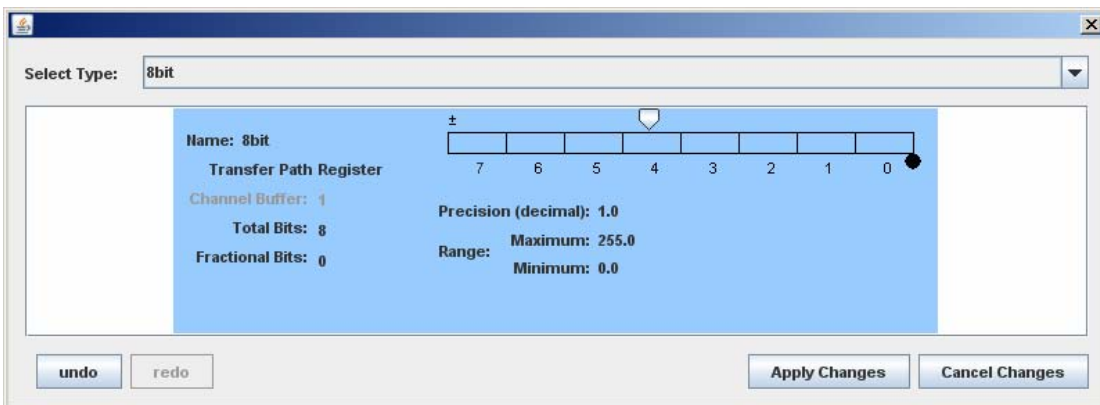 Select Type: 8bit
±
Name: 8bit
Transfer Path Register
7 6 5 4 3 2 1 0
Channel Buffer: 1
Precision (decimal): 1.0
Total Bits: 8
Maximum: 255.0
Range:
Fractional Bits: 0
Minimum: 0.0
undo redo Apply Changes Cancel Changes